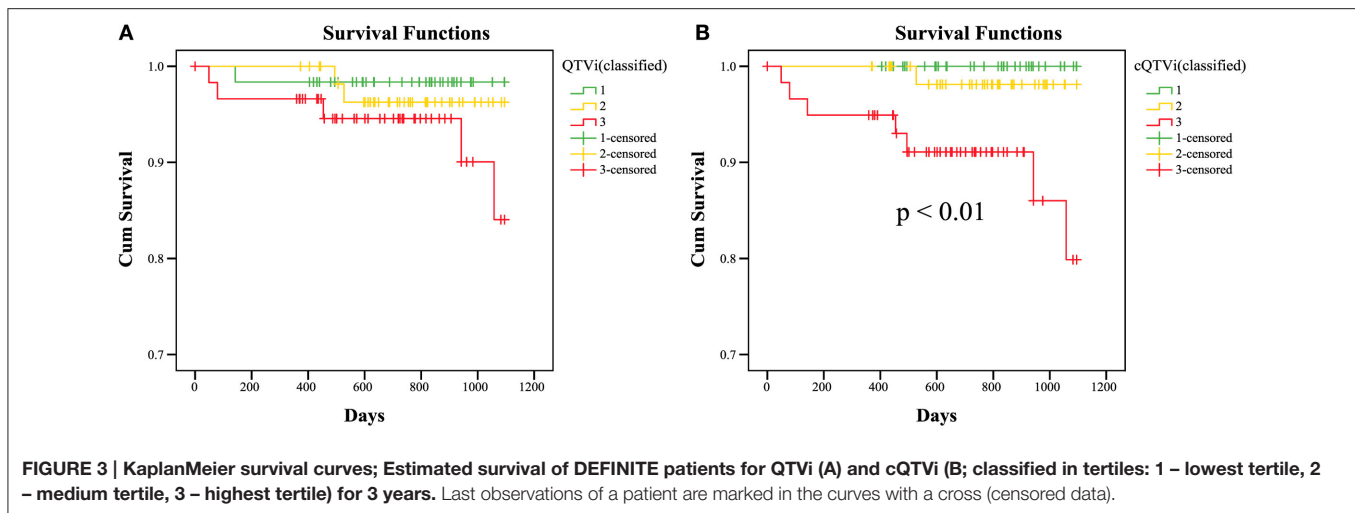 A
Survival Functions
Cum Survival
1.0
0.9
0.8
0.7
0
200
400
600
800
1000
1200
Days
QTVi(classified)
1
2
3
1-censored
2-censored
3-censored
B
Survival Functions
Cum Survival
1.0
0.9
0.8
0.7
p < 0.01
0
200
400
600
800
1000
1200
Days
cQTVi(classified)
1
2
3
1-censored
2-censored
3-censored
FIGURE 3 | KaplanMeier survival curves; Estimated survival of DEFINITE patients for QTVi (A) and cQTVi (B; classified in tertiles: 1 – lowest tertile, 2
– medium tertile, 3 – highest tertile) for 3 years. Last observations of a patient are marked in the curves with a cross (censored data).